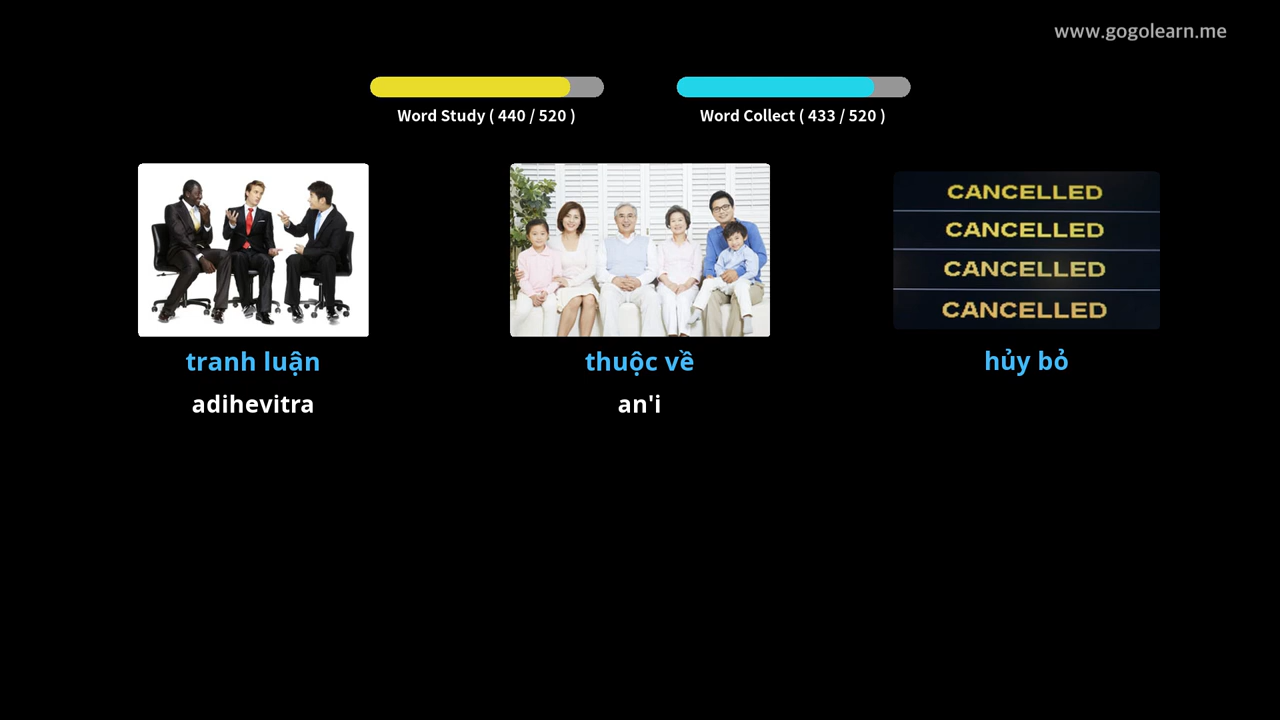 www.gogolearn.me
Word Study ( 440 / 520 )
Word Collect ( 433 / 520 )
CANCELLED
CANCELLED
CANCELLED
CANCELLED
tranh luận
thuộc về
hủy bỏ
adihevitra
an'i